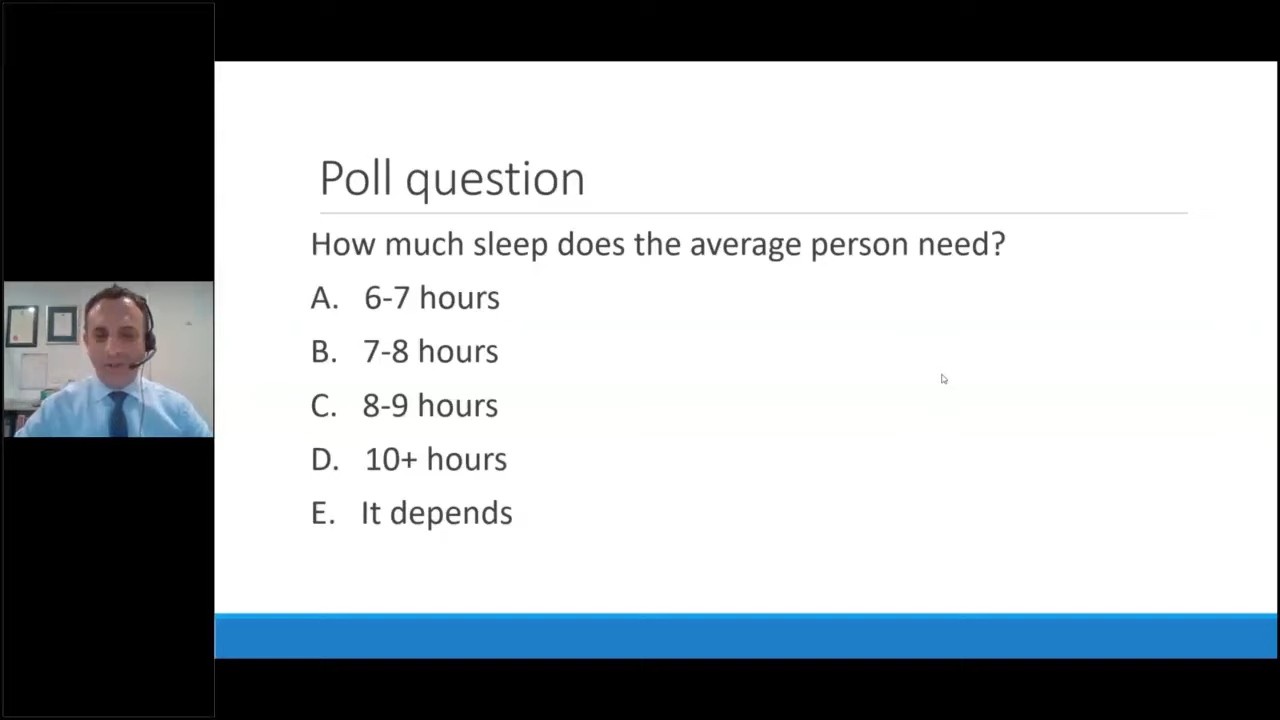 Poll question
How much sleep does the average person need?
A. 6-7 hours
B. 7-8 hours
C. 8-9 hours
D. 10+ hours
E. It depends